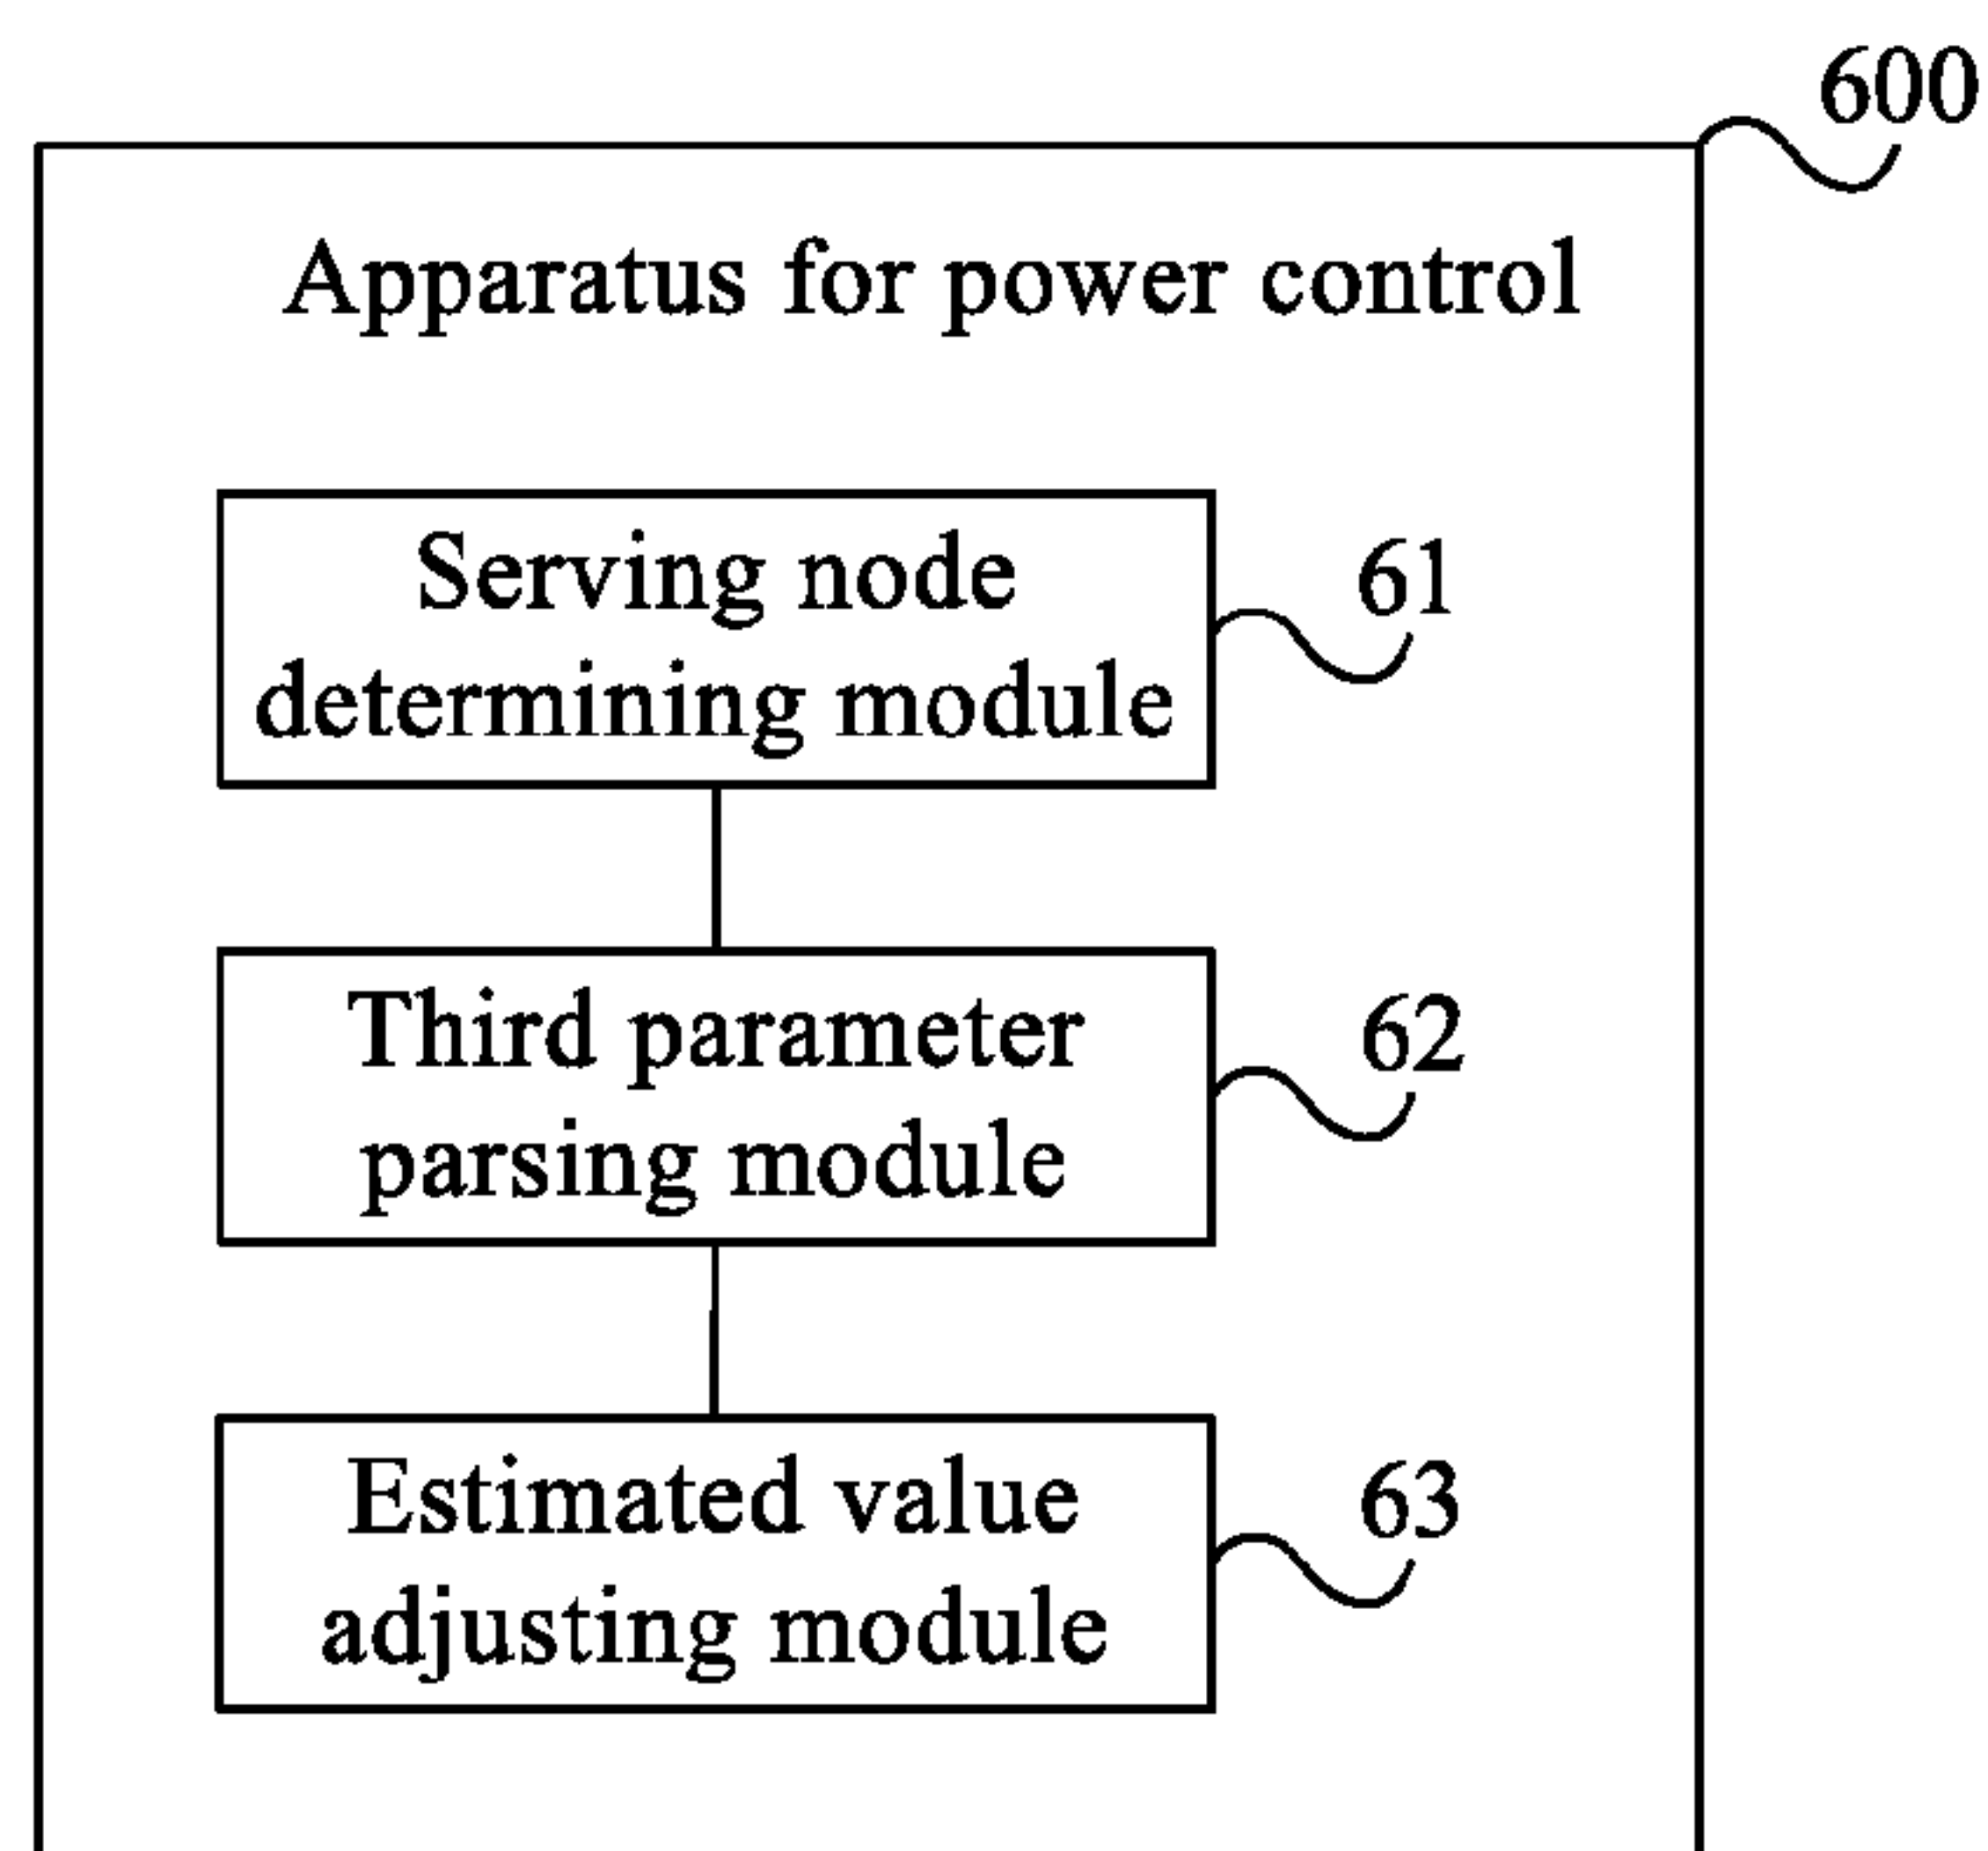 600
Apparatus for power control
Serving node
determining module
61
Third parameter
parsing module
62
Estimated value
adjusting module
63